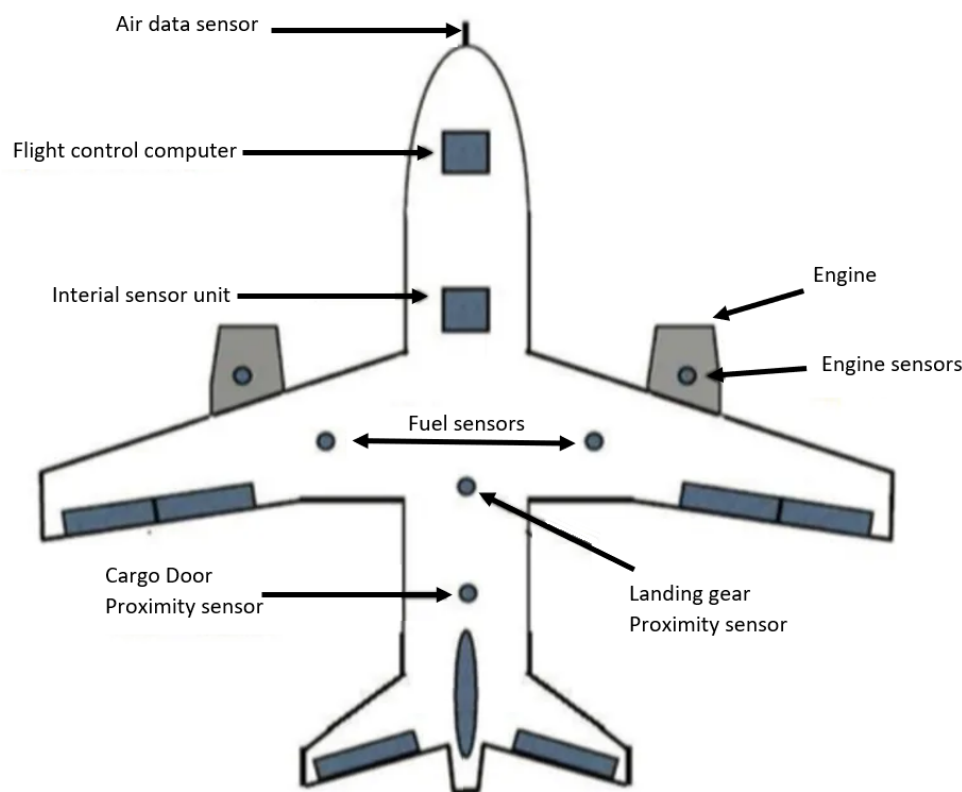 Air data sensor
Flight control computer
Interial sensor unit
Engine
Engine sensors
Fuel sensors
Cargo Door
Proximity sensor
Landing gear
Proximity sensor